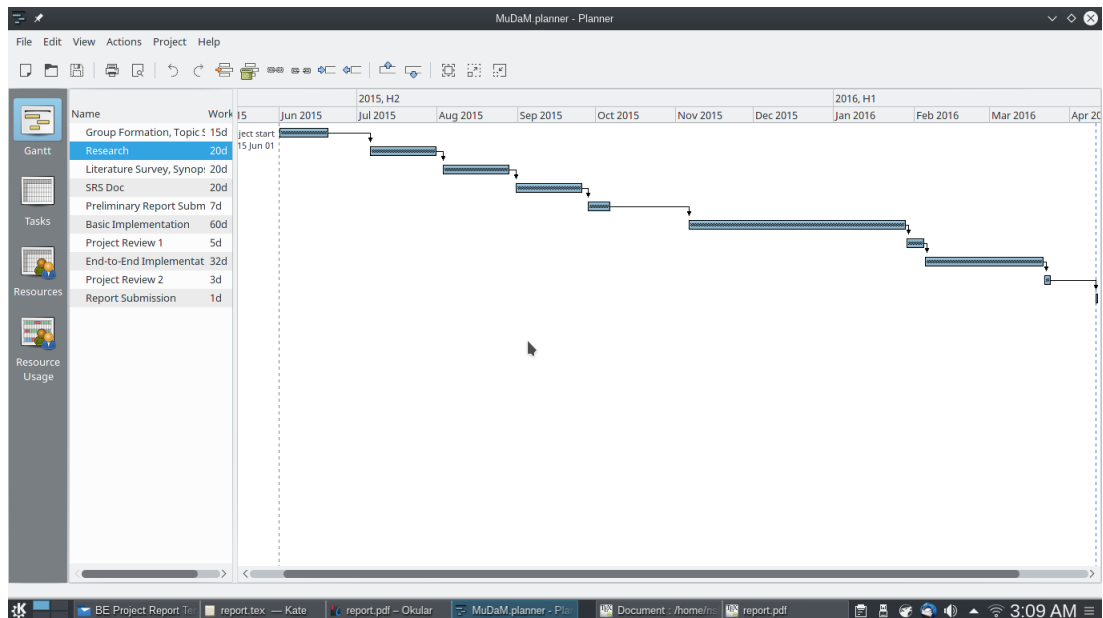 MuDaM.planner - Planner
File Edit View Actions Project Help
2015, H2 2016, H1
Name Work 15 Jun 2015 Jul 2015 Aug 2015 Sep 2015 Oct 2015 Nov 2015 Dec 2015 Jan 2016 Feb 2016 Mar 2016 Apr 20
Group Formation, Topic S 15d
ject start
15 Jun 01
Gantt
Research 20d
Literature Survey, Synop: 20d
SRS Doc 20d
Preliminary Report Subm 7d
Tasks
Basic Implementation 60d
Project Review 1 5d
End-to-End Implementat 32d
Project Review 2 3d
Resources
Report Submission 1d
Resource
Usage
BE Project Report Te report.tex — Kate report.pdf – Okular MuDaM.planner - Pla Document : /home/n report.pdf 3:09 AM